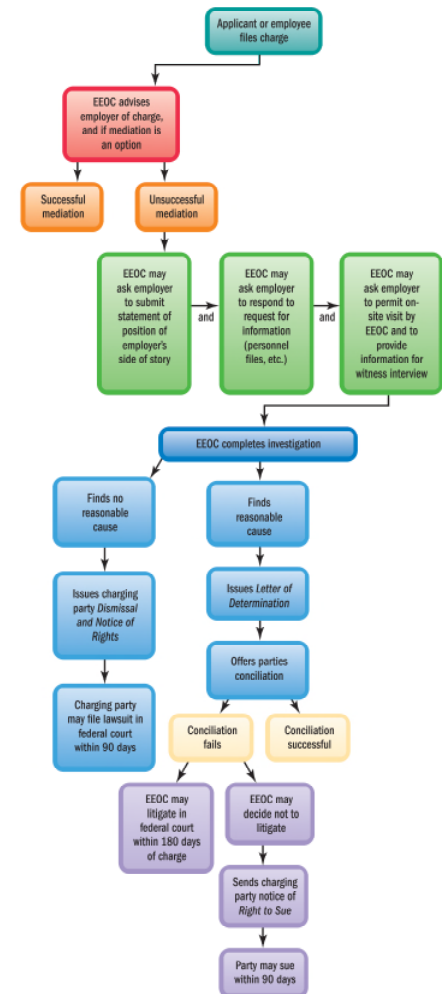 Applicant or employee
files charge
EEOC advises
employer of charge,
and if mediation is
an option
Successful
mediation
Unsuccessful
mediation
EEOC may
ask employer
to submit
statement of
position of
employer's
side of story
and
EEOC may
ask employer
to respond to
request for
information
(personnel
files, etc.)
and
EEOC may
ask employer
to permit on-
site visit by
EEOC and to
provide
information for
witness interview
EEOC completes investigation
Finds no
reasonable
cause
Finds
reasonable
cause
Issues charging
party Dismissal
and Notice of
Rights
Issues Letter of
Determination
Offers parties
conciliation
Charging party
may file lawsuit in
federal court
within 90 days
Conciliation
fails
Conciliation
successful
EEOC may
litigate in
federal court
within 180 days
of charge
EEOC may
decide not to
litigate
Sends charging
party notice of
Right to Sue
Party may sue
within 90 days